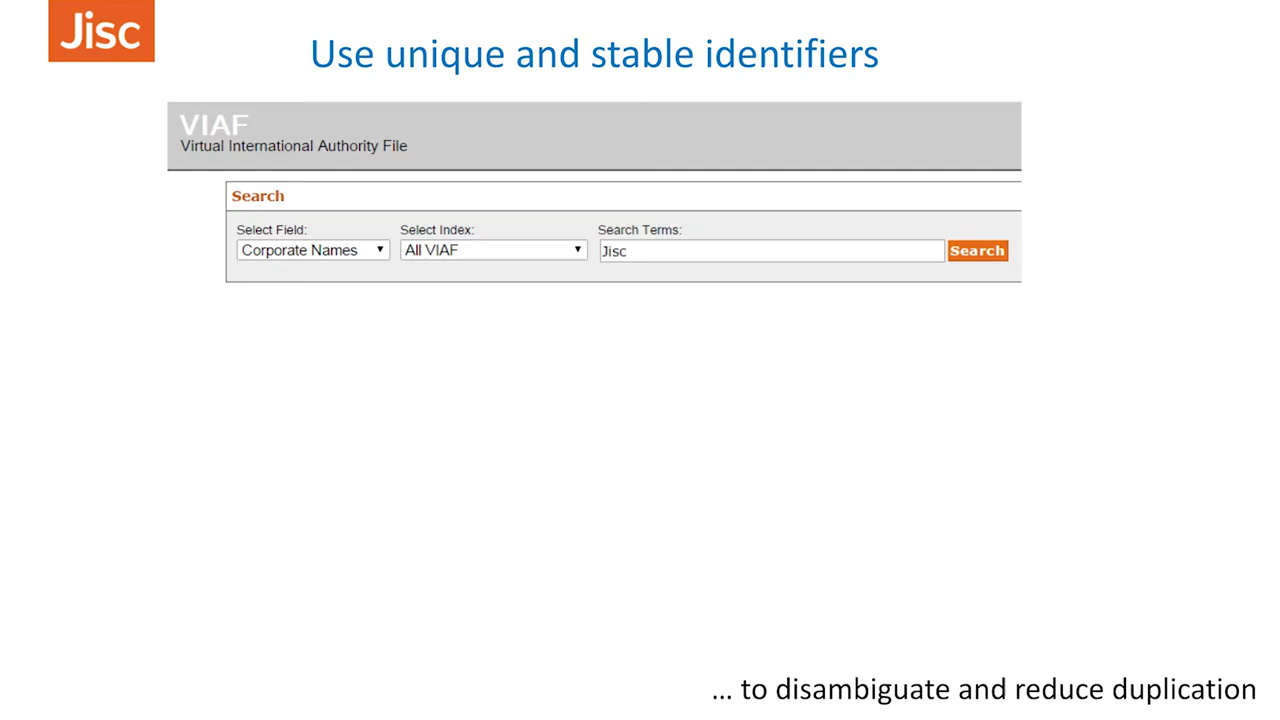 Jisc
Use unique and stable identifiers
VIAF
Virtual International Authority File
Search
Select Field: Select Index: Search Terms:
Corporate Names All VIAF Jisc Search
... to disambiguate and reduce duplication